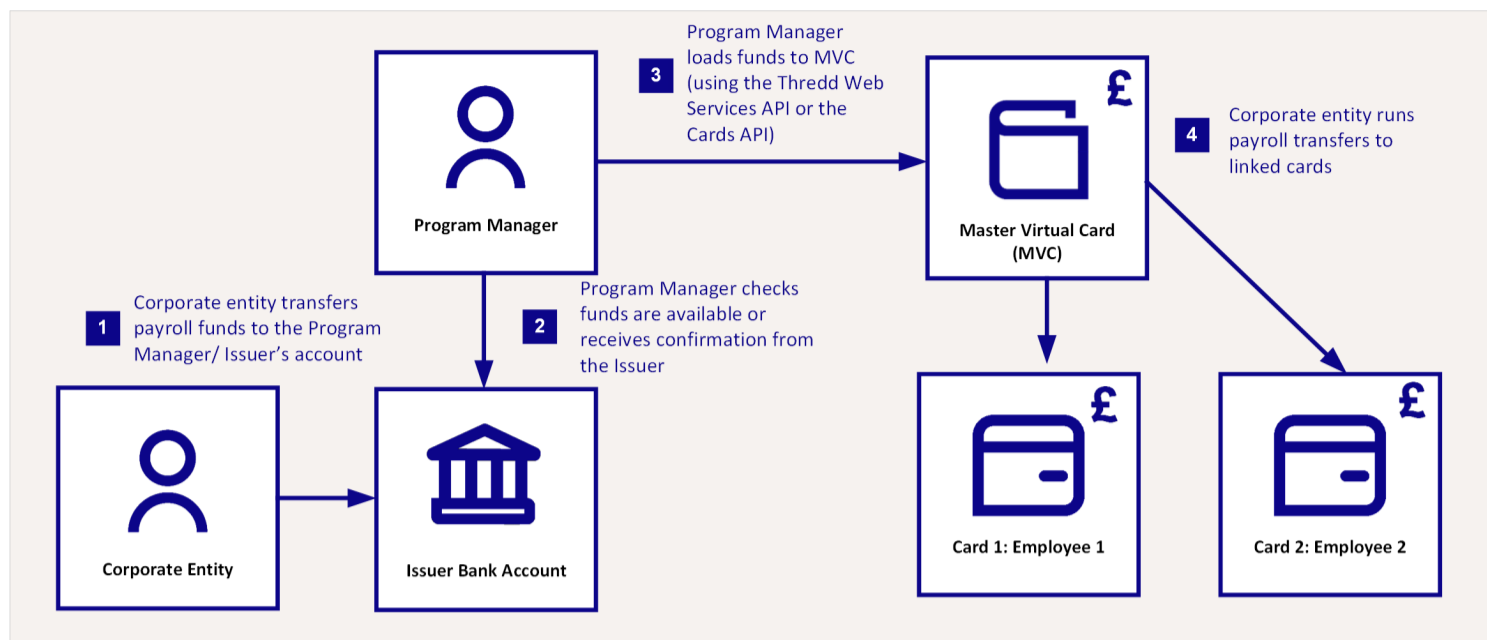 Program Manager
3
Program Manager
loads funds to MVC
(using the Thredd Web
Services API or the
Cards API)
£
Master Virtual Card
(MVC)
4
Corporate entity runs
payroll transfers to
linked cards
1
Corporate entity transfers
payroll funds to the Program
Manager/ Issuer’s account
2
Program Manager checks
funds are available or
receives confirmation from
the Issuer
Corporate Entity
Issuer Bank Account
£
Card 1: Employee 1
£
Card 2: Employee 2